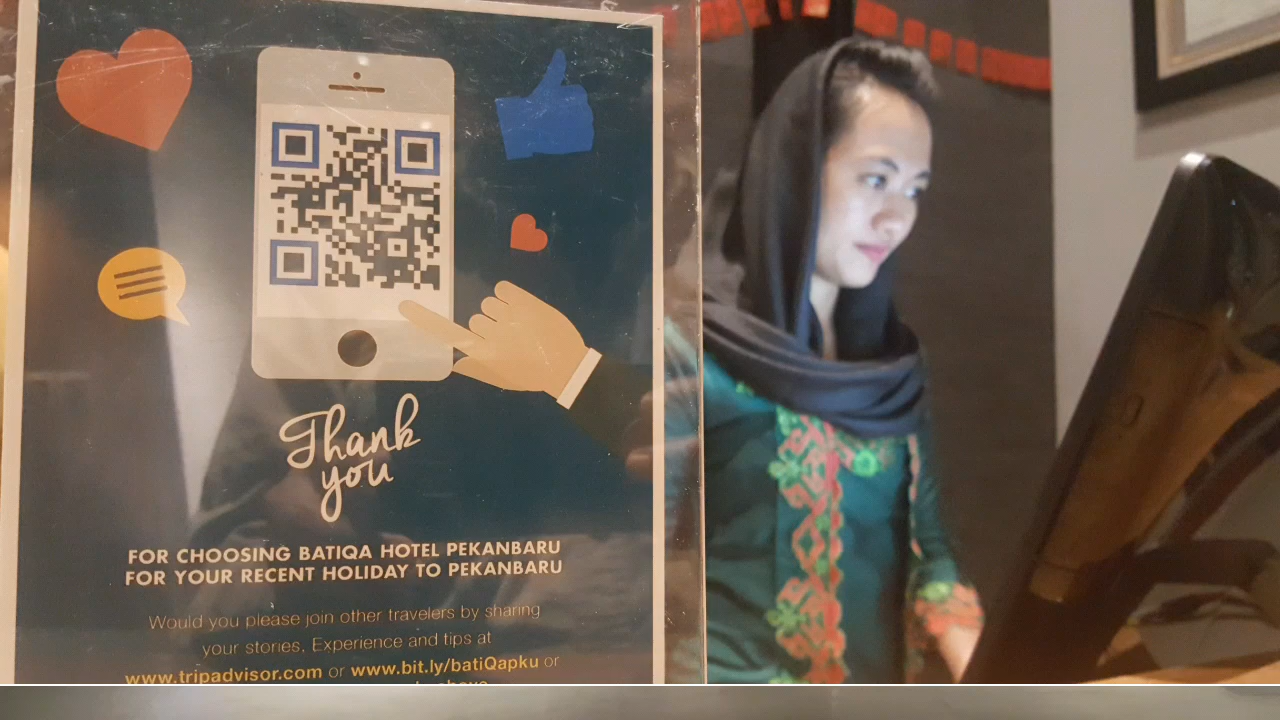 Thank
you
FOR CHOOSING BATIQA HOTEL PEKANBARU
FOR YOUR RECENT HOLIDAY TO PEKANBARU
Would you please join other travelers by sharing
your stories. Experience and tips at
www.tripadvisor.com or www.bit.ly/batiQapku or